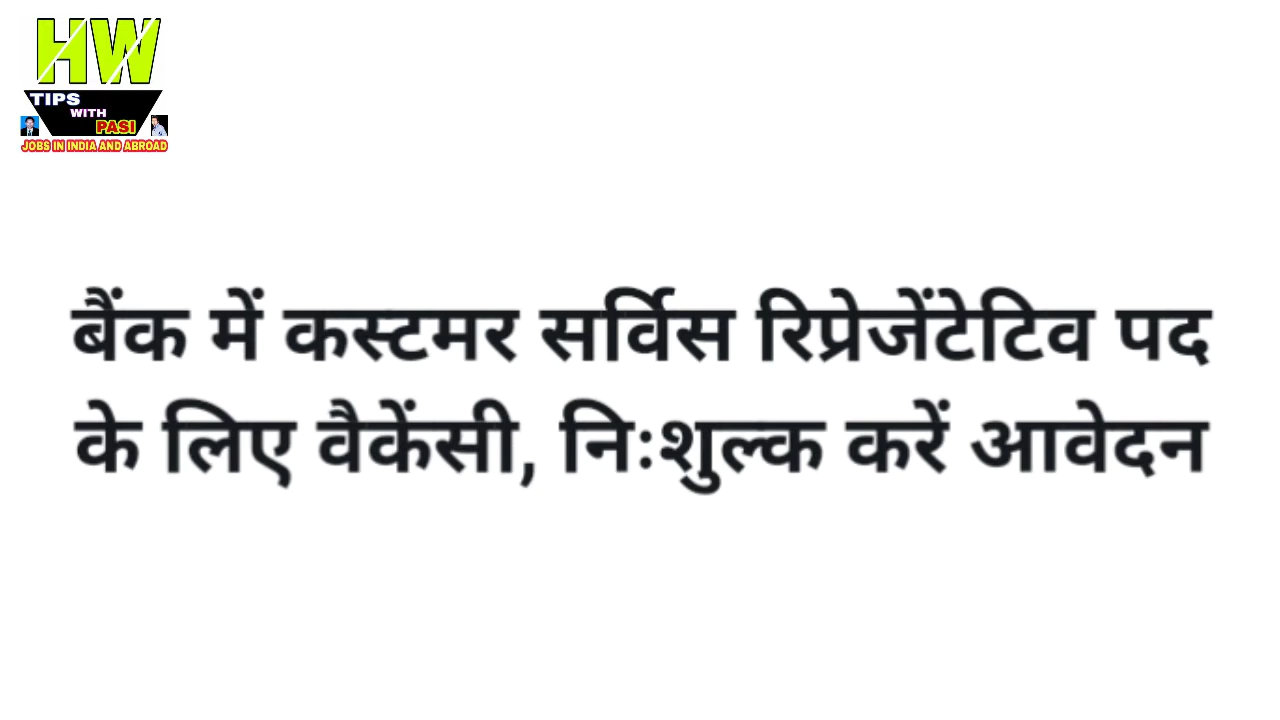 HW
TIPS
WITH
PASI
JOBS IN INDIA AND ABROAD
बैंक में कस्टमर सर्विस रिप्रेजेंटेटिव पद
के लिए वैकेंसी, निःशुल्क करें आवेदन